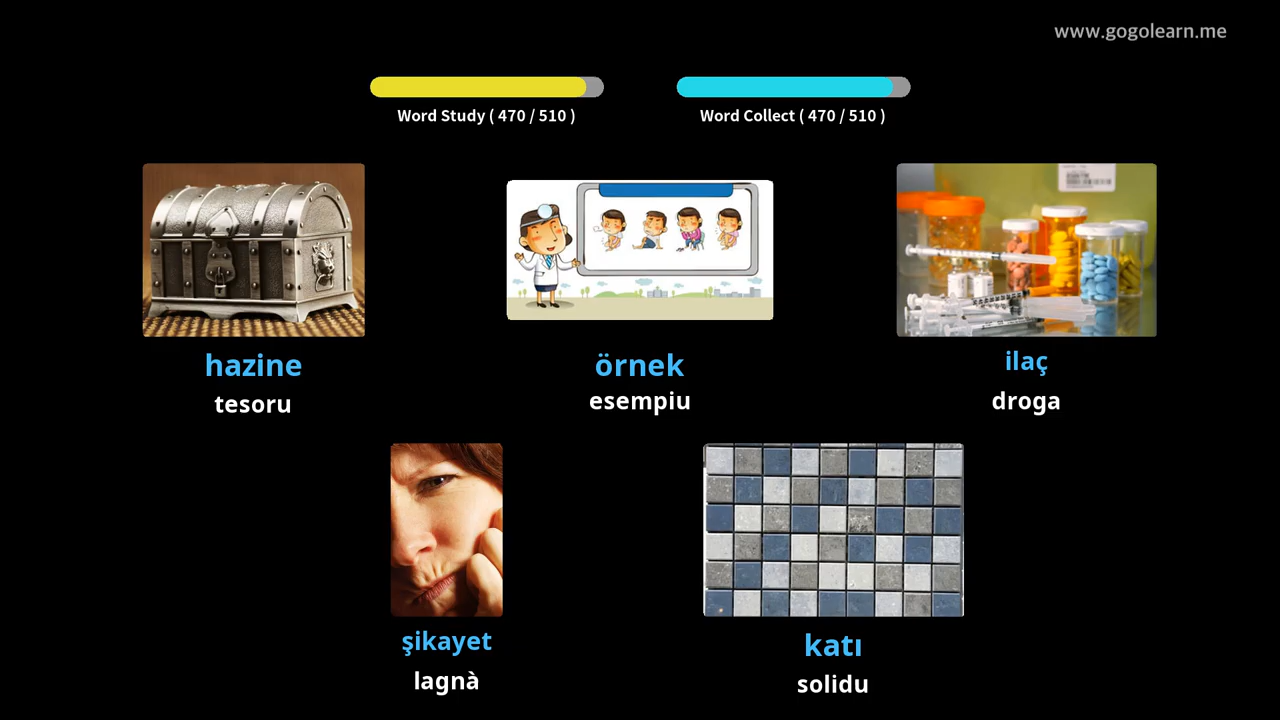 www.gogolearn.me
Word Study ( 470 / 510 )
Word Collect ( 470 / 510 )
hazine
tesoru
örnek
esempiu
ilaç
droga
şikayet
lagnà
katı
solidu